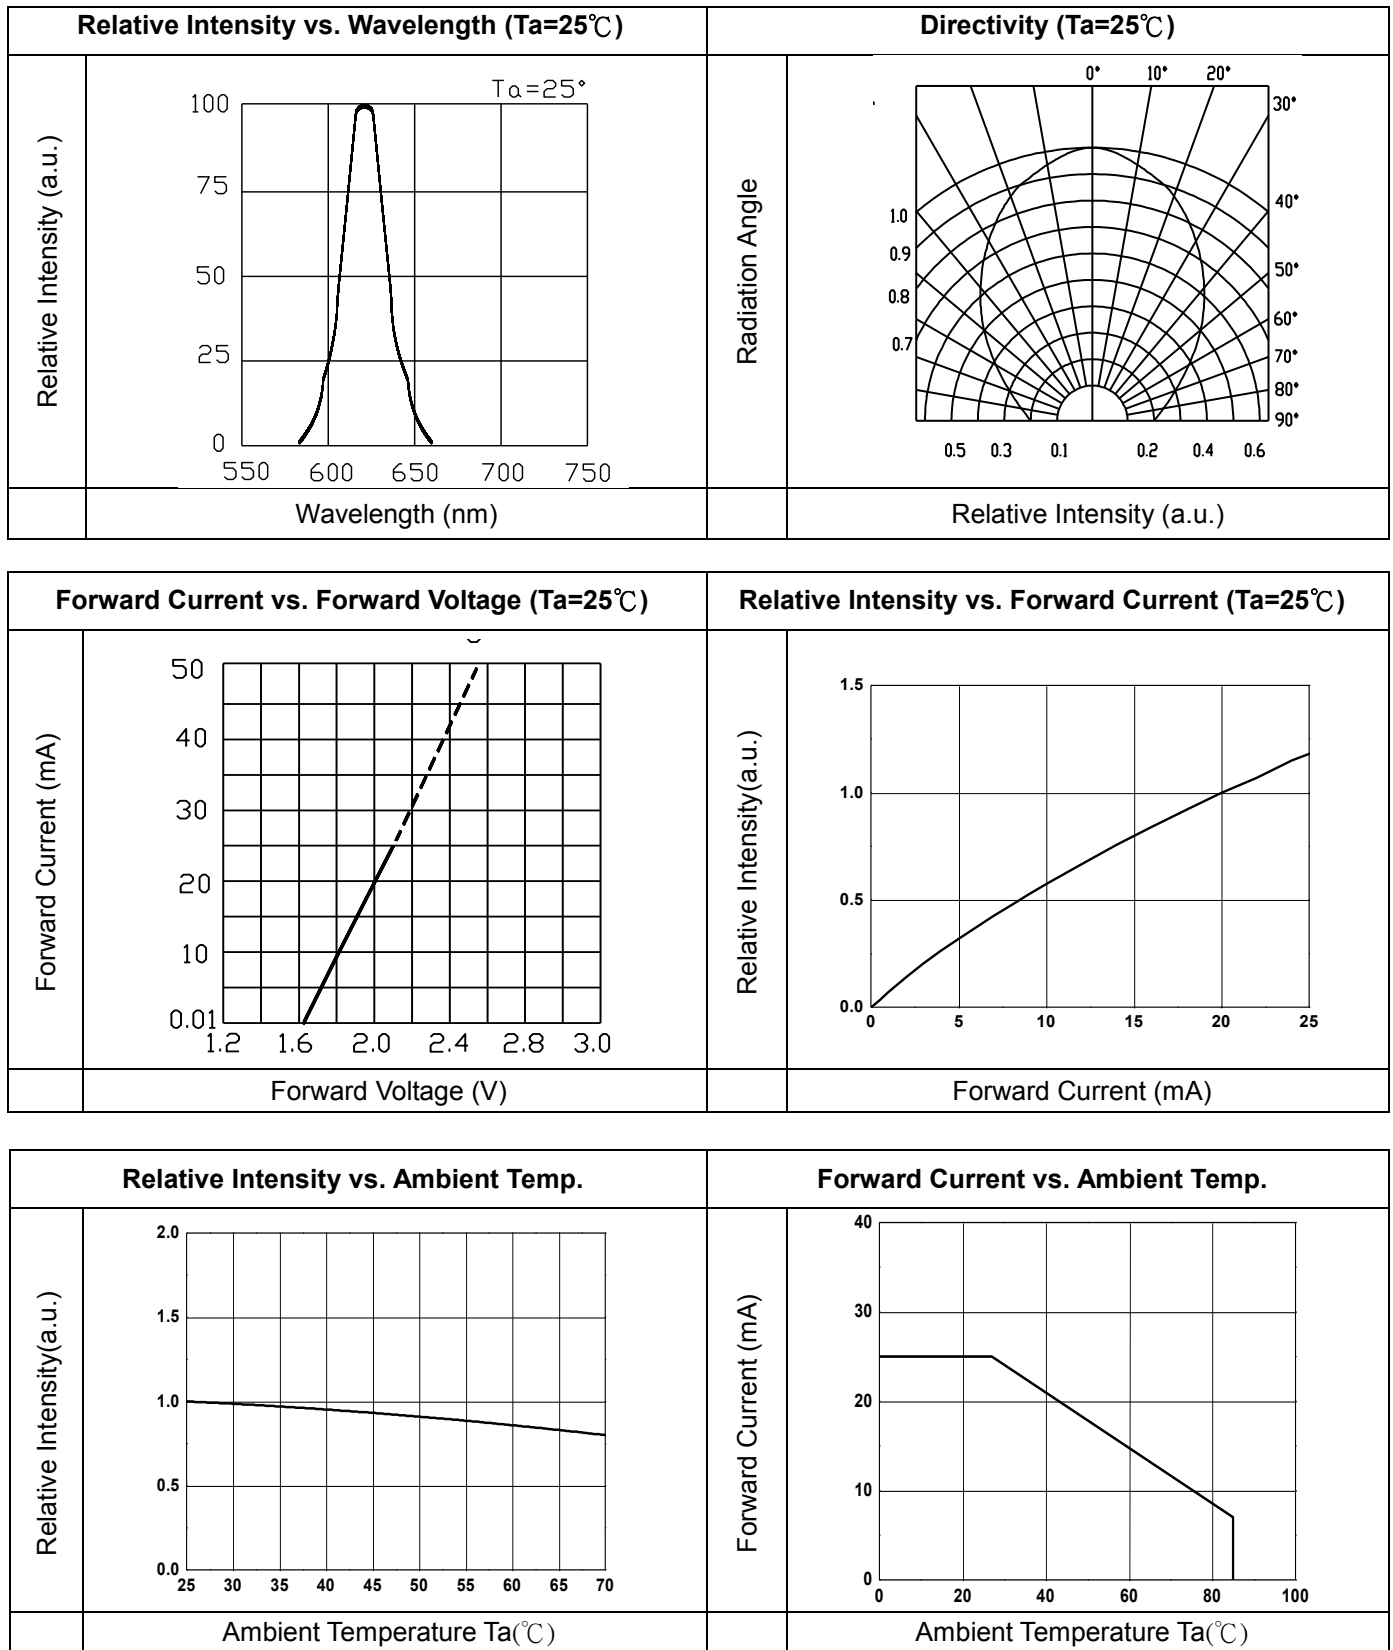 Relative Intensity vs. Wavelength (Ta=25℃)
Directivity (Ta=25℃)
Relative Intensity (a.u.)
Ta=25°
100
75
50
25
0
550 600 650 700 750
Wavelength (nm)
Radiation Angle
0° 10° 20°
30°
40°
50°
60°
70°
80°
90°
1.0
0.9
0.8
0.7
0.5 0.3 0.1 0.2 0.4 0.6
Relative Intensity (a.u.)
Forward Current vs. Forward Voltage (Ta=25℃)
Relative Intensity vs. Forward Current (Ta=25℃)
Forward Current (mA)
50
40
30
20
10
0.01
1.2 1.6 2.0 2.4 2.8 3.0
Forward Voltage (V)
Relative Intensity(a.u.)
1.5
1.0
0.5
0.0
0 5 10 15 20 25
Forward Current (mA)
Relative Intensity vs. Ambient Temp.
Forward Current vs. Ambient Temp.
Relative Intensity(a.u.)
2.0
1.5
1.0
0.5
0.0
25 30 35 40 45 50 55 60 65 70
Ambient Temperature Ta(℃)
Forward Current (mA)
40
30
20
10
0
0 20 40 60 80 100
Ambient Temperature Ta(℃)